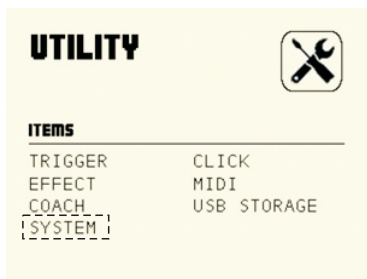 UTILITY
ITEMS
TRIGGER CLICK
EFFECT MIDI
COACH USB STORAGE
SYSTEM